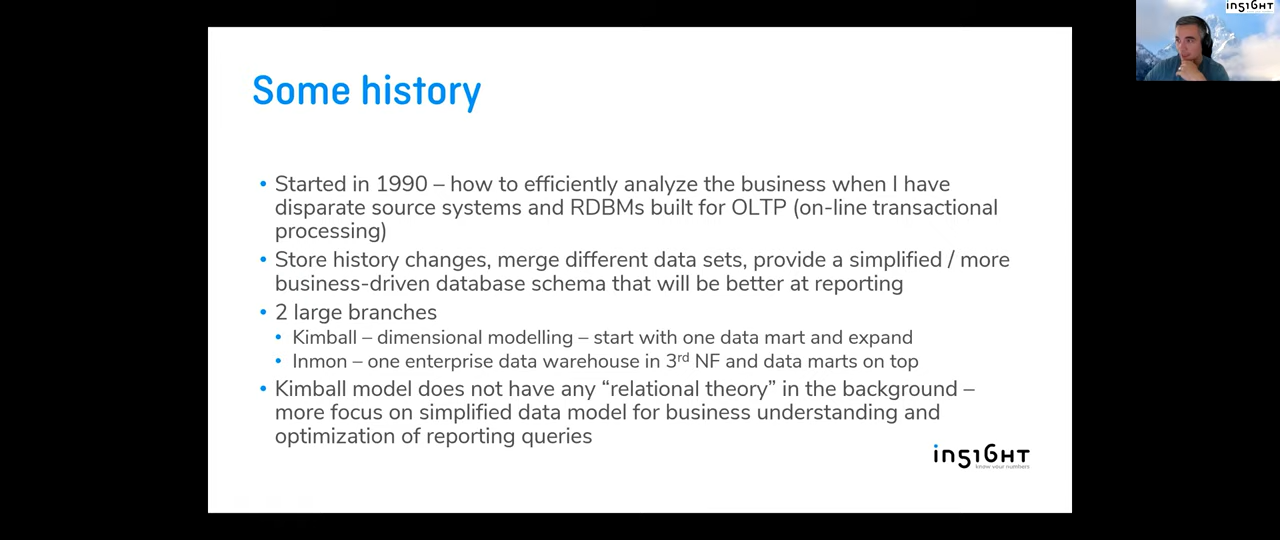 in516HT
Some history
• Started in 1990 – how to efficiently analyze the business when I have
disparate source systems and RDBMs built for OLTP (on-line transactional
processing)
• Store history changes, merge different data sets, provide a simplified / more
business-driven database schema that will be better at reporting
• 2 large branches
• Kimball – dimensional modelling – start with one data mart and expand
• Inmon – one enterprise data warehouse in 3rd NF and data marts on top
• Kimball model does not have any “relational theory” in the background –
more focus on simplified data model for business understanding and
optimization of reporting queries
in516HT
know your numbers